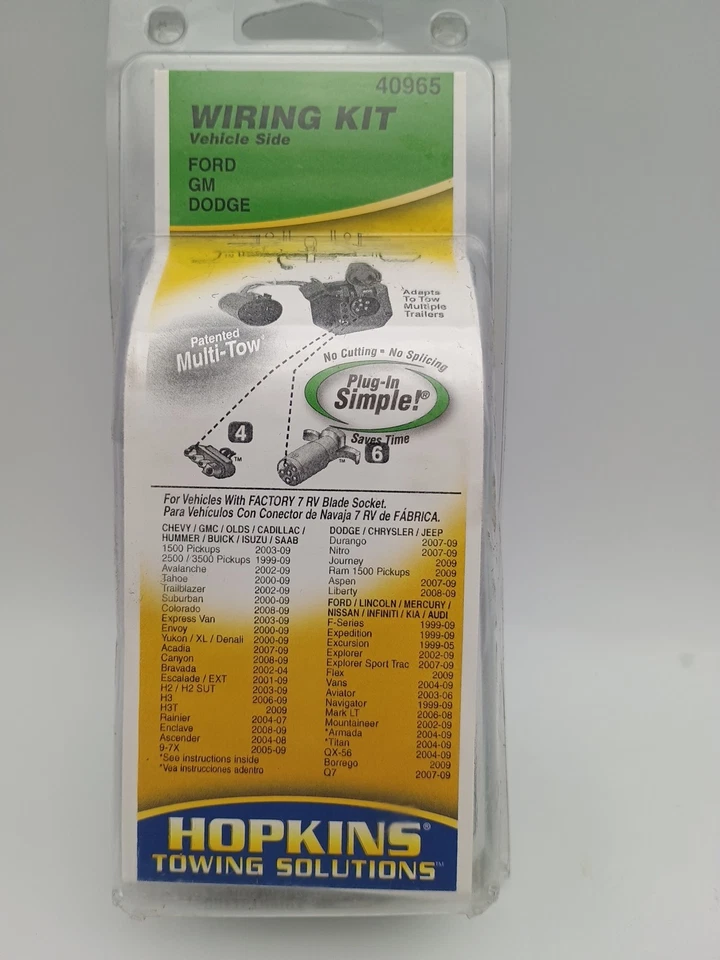 40965
WIRING KIT
Vehicle Side
FORD
GM
DODGE
Adapts
To Tow
Multiple
Trailers
Patented
Multi-Tow
No Cutting • No Splicing
Plug-In
Simple!®
Saves Time
4
TM
6
TM
For Vehicles With FACTORY 7 RV Blade Socket.
Para Vehículos Con Conector de Navaja 7 RV de FÁBRICA.
CHEVY / GMC / OLDS / CADILLAC /
HUMMER / BUICK / ISUZU / SAAB
1500 Pickups 2003-09
2500 / 3500 Pickups 1999-09
Avalanche 2002-09
Tahoe 2000-09
Trailblazer 2002-09
Suburban 2000-09
Colorado 2008-09
Express Van 2003-09
Envoy 2000-09
Yukon / XL / Denali 2000-09
Acadia 2007-09
Canyon 2008-09
Bravada 2002-04
Escalade / EXT 2001-09
H2 / H2 SUT 2003-09
H3 2006-09
H3T 2009
Rainier 2004-07
Enclave 2008-09
Ascender 2004-08
9-7X 2005-09
*See instructions inside
*Vea instrucciones adentro
DODGE / CHRYSLER / JEEP
Durango 2007-09
Nitro 2007-09
Journey 2009
Ram 1500 Pickups 2009
Aspen 2007-09
Liberty 2008-09
FORD / LINCOLN / MERCURY /
NISSAN / INFINITI / KIA / AUDI
F-Series 1999-09
Expedition 1999-09
Excursion 1999-05
Explorer 2002-09
Explorer Sport Trac 2007-09
Flex 2009
Vans 2004-09
Aviator 2003-06
Navigator 1999-09
Mark LT 2006-08
Mountaineer 2002-09
*Armada 2004-09
*Titan 2004-09
QX-56 2004-09
Borrego 2009
Q7 2007-09
HOPKINS®
TOWING SOLUTIONS™